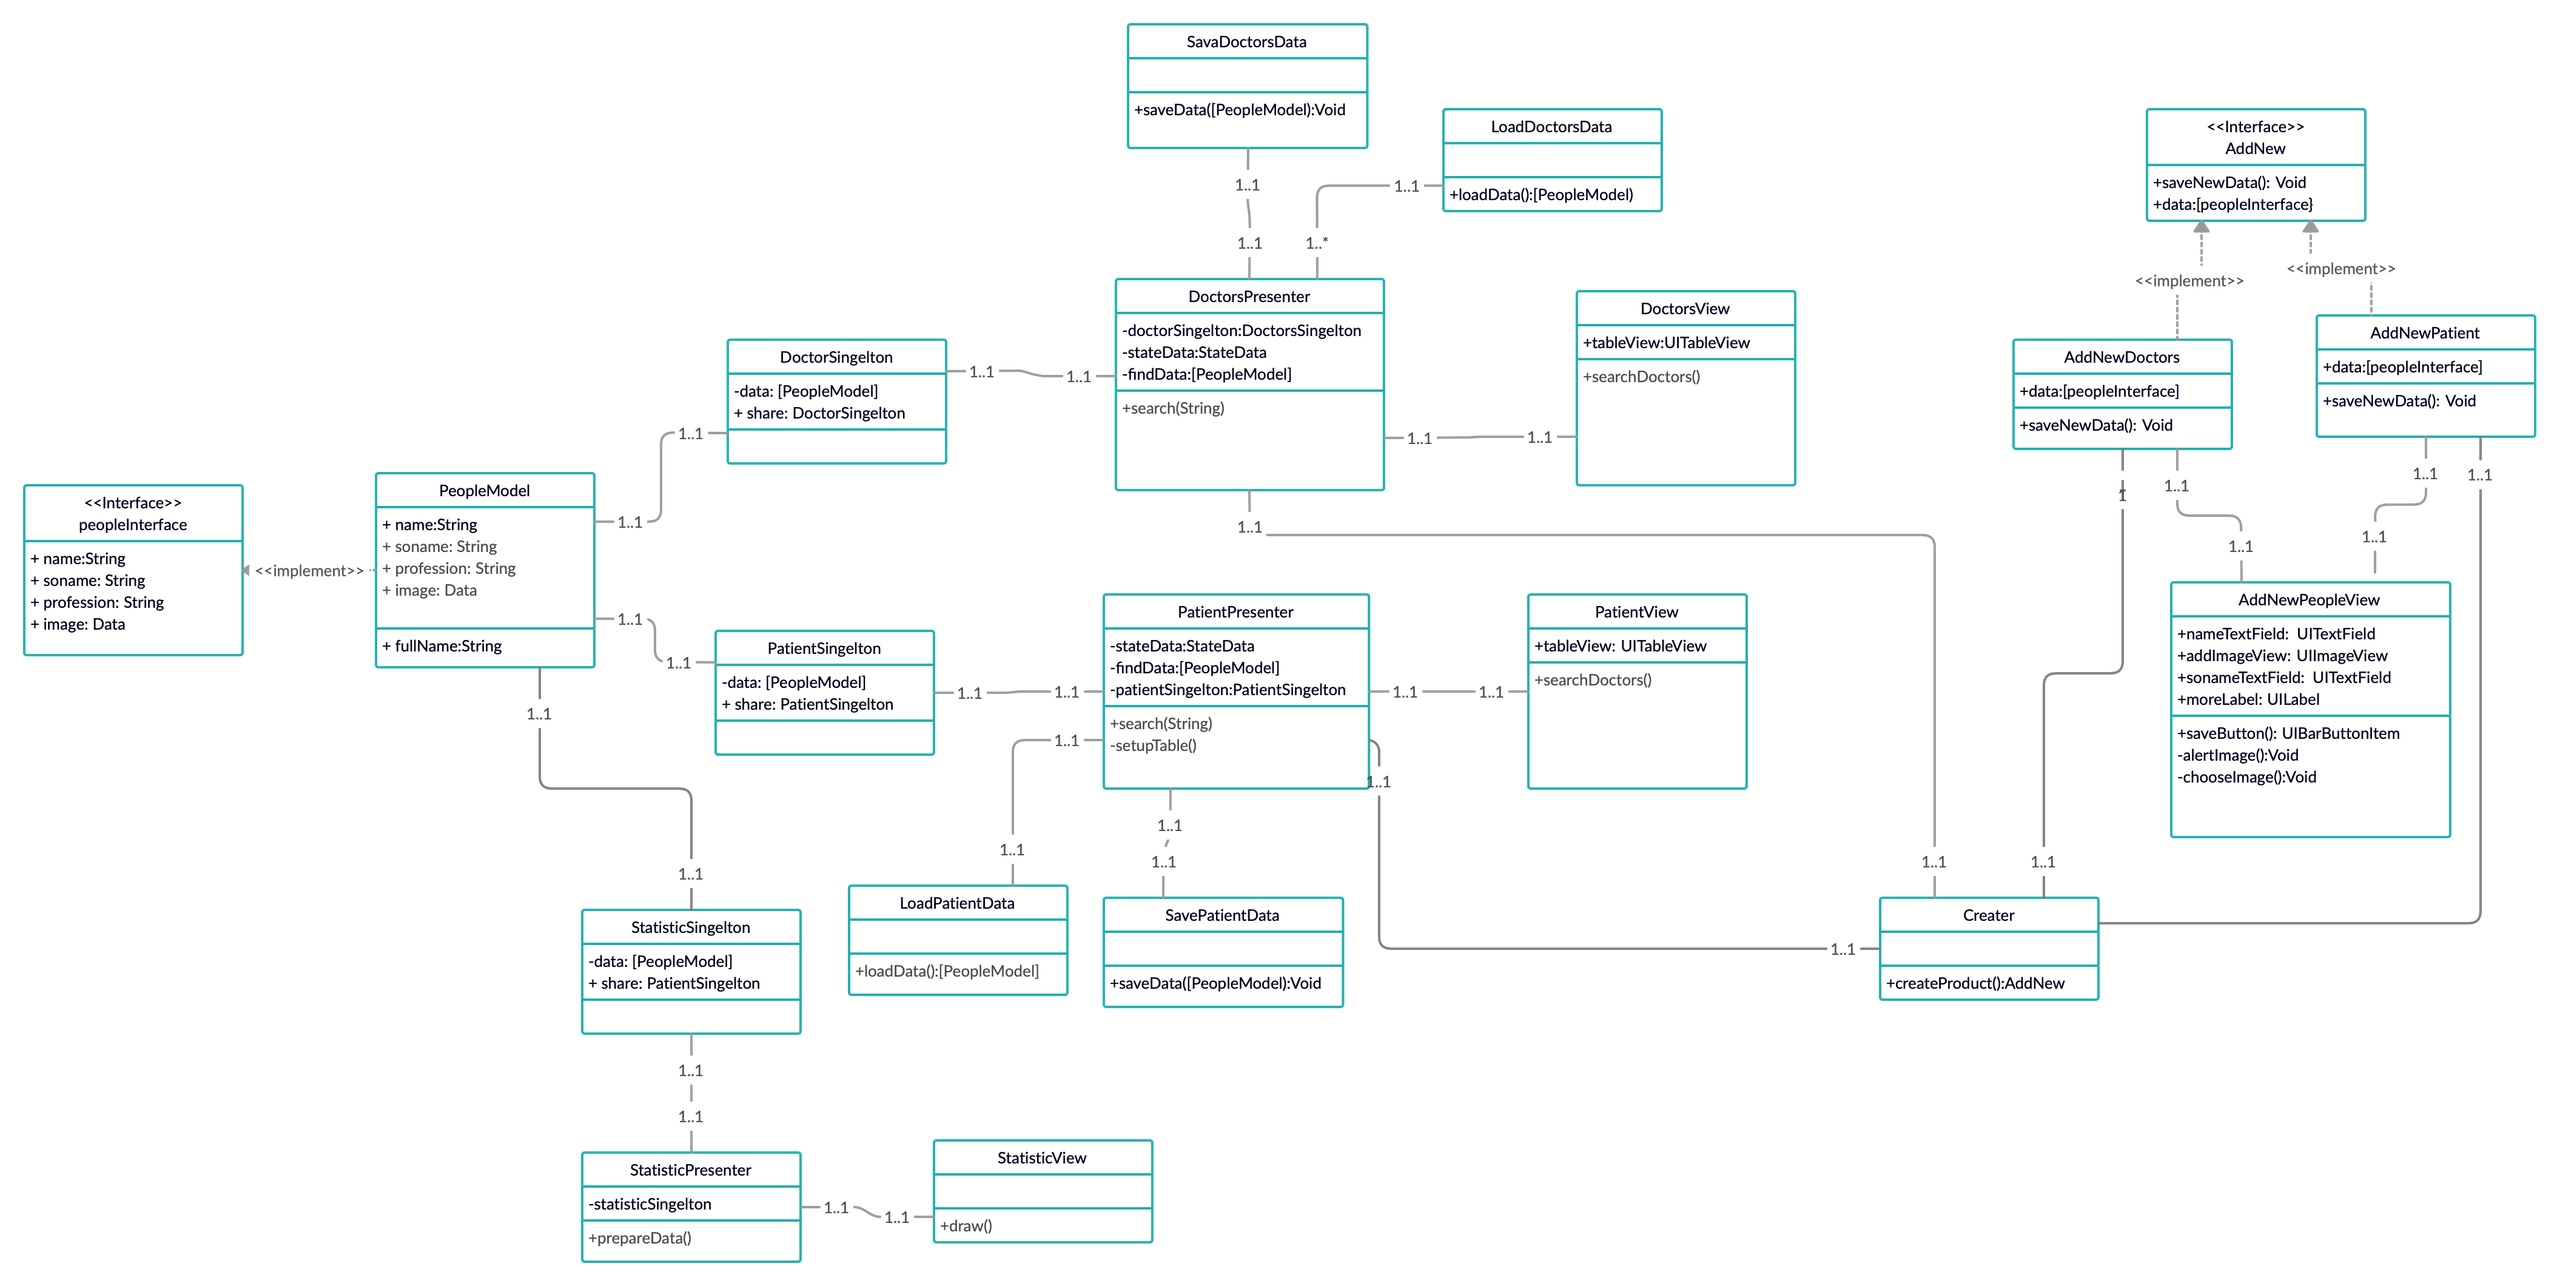 SavaDoctorsData
+saveData([PeopleModel):Void
1..1
1..1
LoadDoctorsData
+loadData():[PeopleModel)
1..1
1..*
<<Interface>>
AddNew
+saveNewData(): Void
+data:[peopleInterface}
<<implement>>
<<implement>>
DoctorsPresenter
-doctorSingelton:DoctorsSingelton
-stateData:StateData
-findData:[PeopleModel]
+search(String)
1..1
1..1
DoctorsView
+tableView:UITableView
+searchDoctors()
DoctorSingelton
-data: [PeopleModel]
+ share: DoctorSingelton
1..1
1..1
1..1
1..1
AddNewDoctors
+data:[peopleInterface]
+saveNewData(): Void
AddNewPatient
+data:[peopleInterface]
+saveNewData(): Void
1..1
1..1
1..1
1..1
1..1
<<Interface>>
peopleInterface
+ name:String
+ soname: String
+ profession: String
+ image: Data
<<implement>>
PeopleModel
+ name:String
+ soname: String
+ profession: String
+ image: Data
+ fullName:String
1..1
1..1
1..1
1..1
PatientSingelton
-data: [PeopleModel]
+ share: PatientSingelton
1..1
1..1
PatientPresenter
-stateData:StateData
-findData:[PeopleModel]
-patientSingelton:PatientSingelton
+search(String)
-setupTable()
1..1
1..1
PatientView
+tableView: UITableView
+searchDoctors()
AddNewPeopleView
+nameTextField: UITextField
+addImageView: UIImageView
+sonameTextField: UITextField
+moreLabel: UILabel
+saveButton(): UIBarButtonItem
-alertImage():Void
-chooseImage():Void
1..1
1..1
1..1
1..1
1..1
1..1
1..1
1..1
1..1
StatisticSingelton
-data: [PeopleModel]
+ share: PatientSingelton
LoadPatientData
+loadData():[PeopleModel]
SavePatientData
+saveData([PeopleModel):Void
1..1
Creater
+createProduct():AddNew
1..1
1..1
StatisticPresenter
-statisticSingelton
+prepareData()
1..1
1..1
StatisticView
+draw()